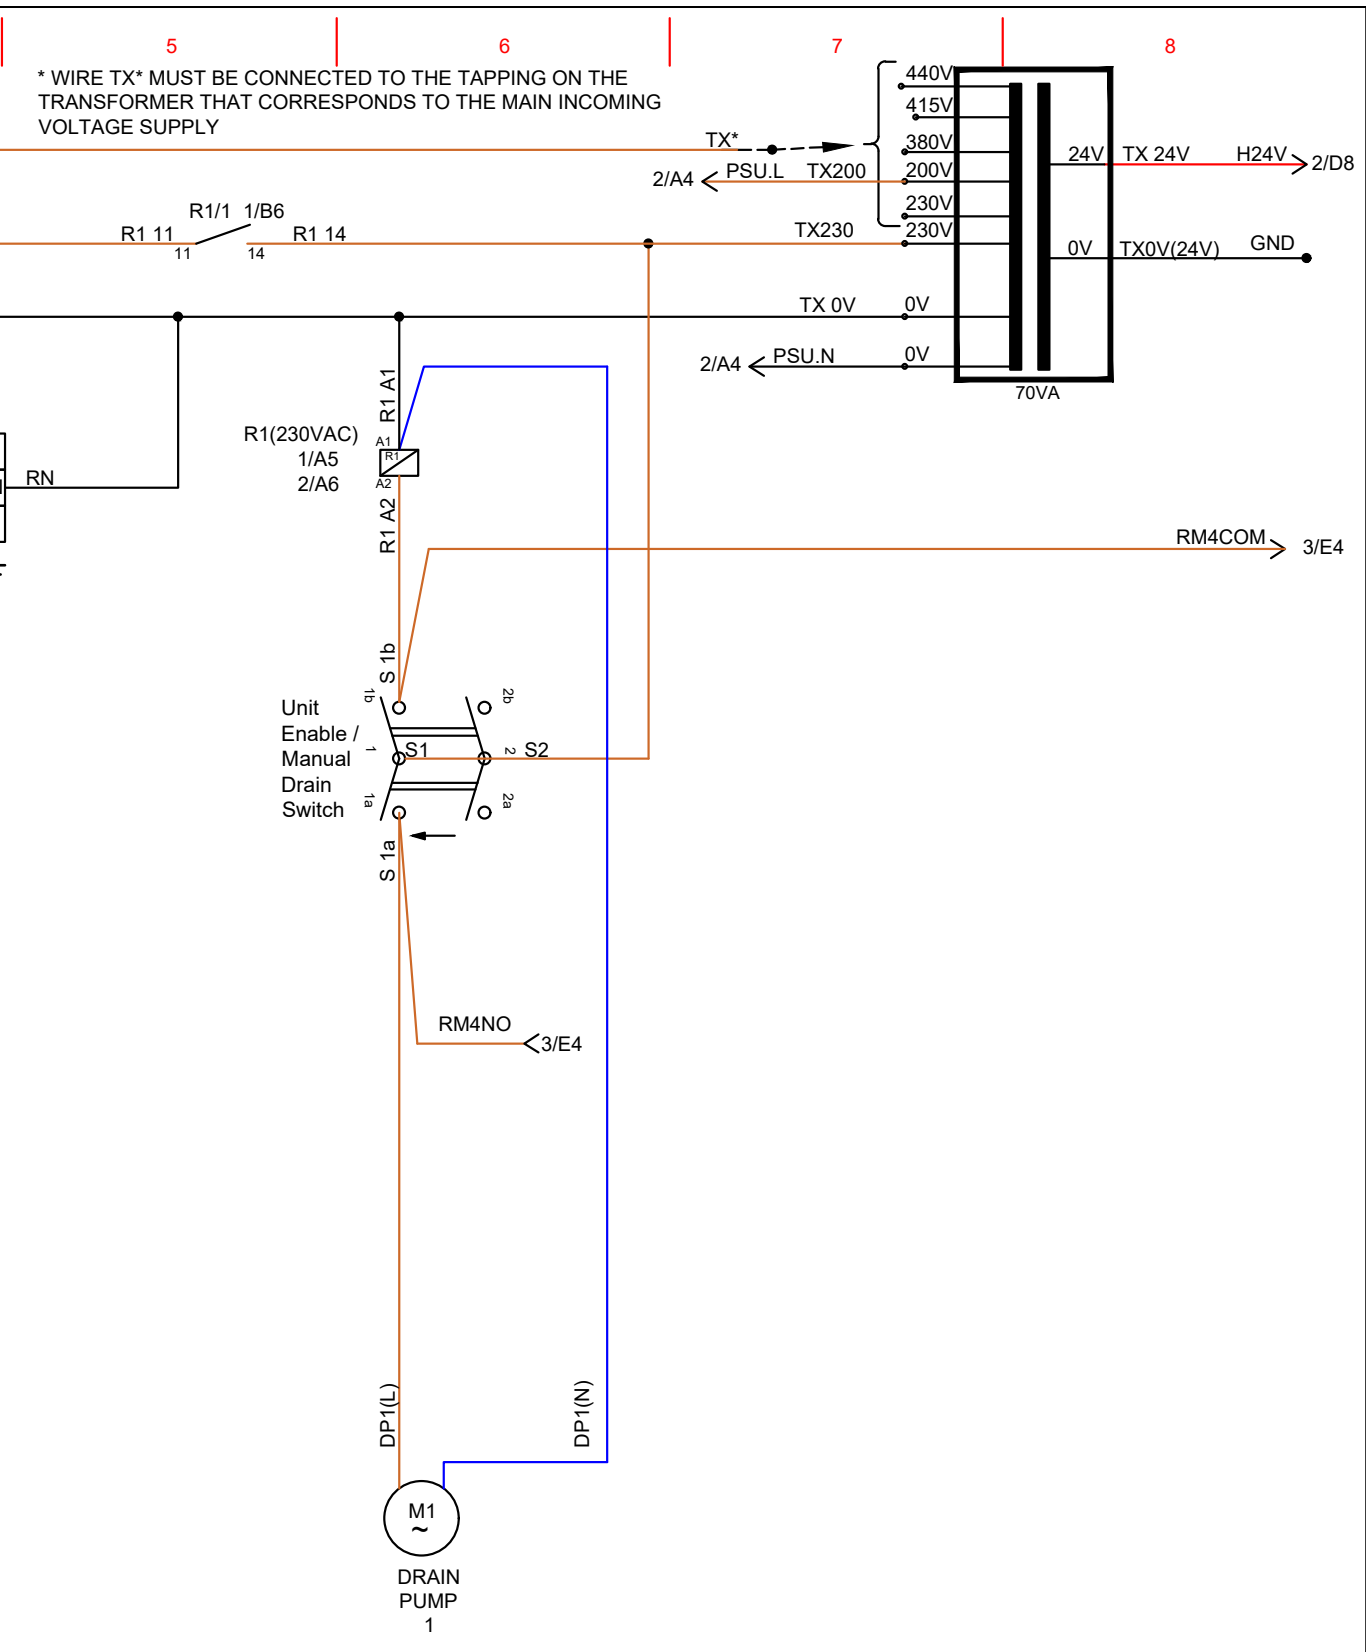 5
6
7
8
* WIRE TX* MUST BE CONNECTED TO THE TAPPING ON THE
TRANSFORMER THAT CORRESPONDS TO THE MAIN INCOMING
VOLTAGE SUPPLY
TX*
440V
415V
380V
2/A4
PSU.L
TX200
200V
230V
24V
TX 24V
H24V
2/D8
R1/1 1/B6
R1 11
11
14
R1 14
TX230
230V
0V
TX0V(24V)
GND
TX 0V
0V
2/A4
PSU.N
0V
70VA
R1 A1
R1(230VAC)
1/A5
2/A6
A1
R1
A2
RN
R1 A2
RM4COM
3/E4
S 1b
Unit
Enable /
Manual
Drain
Switch
1b
2b
1
S1
2
S2
1a
2a
S 1a
RM4NO
3/E4
DP1(L)
DP1(N)
M1
~
DRAIN
PUMP
1